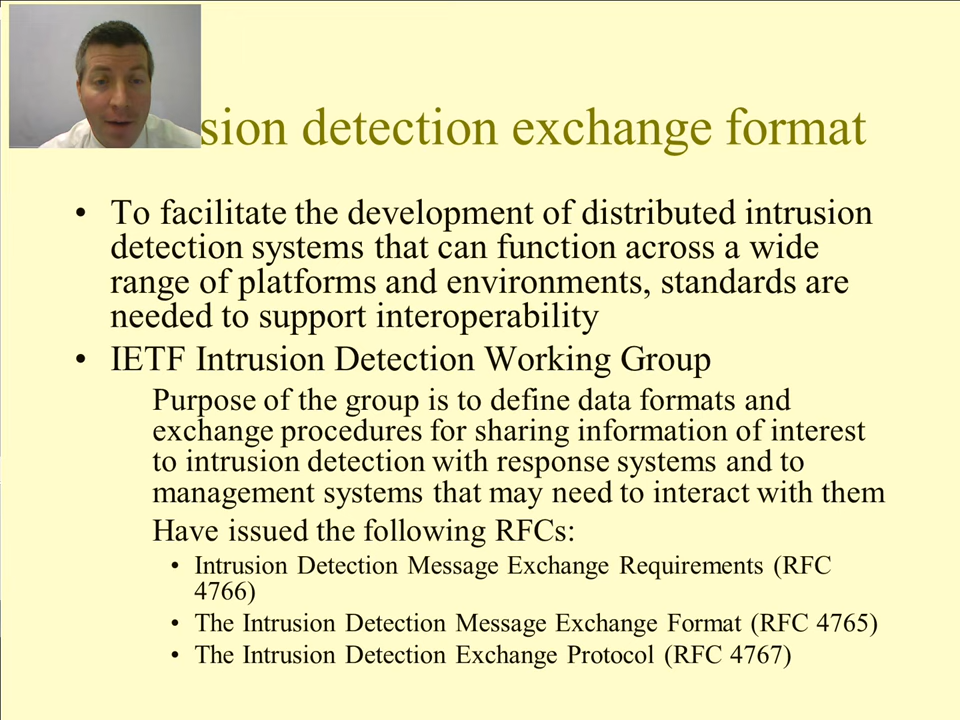 sion detection exchange format
• To facilitate the development of distributed intrusion
detection systems that can function across a wide
range of platforms and environments, standards are
needed to support interoperability
• IETF Intrusion Detection Working Group
Purpose of the group is to define data formats and
exchange procedures for sharing information of interest
to intrusion detection with response systems and to
management systems that may need to interact with them
Have issued the following RFCs:
• Intrusion Detection Message Exchange Requirements (RFC
4766)
• The Intrusion Detection Message Exchange Format (RFC 4765)
• The Intrusion Detection Exchange Protocol (RFC 4767)